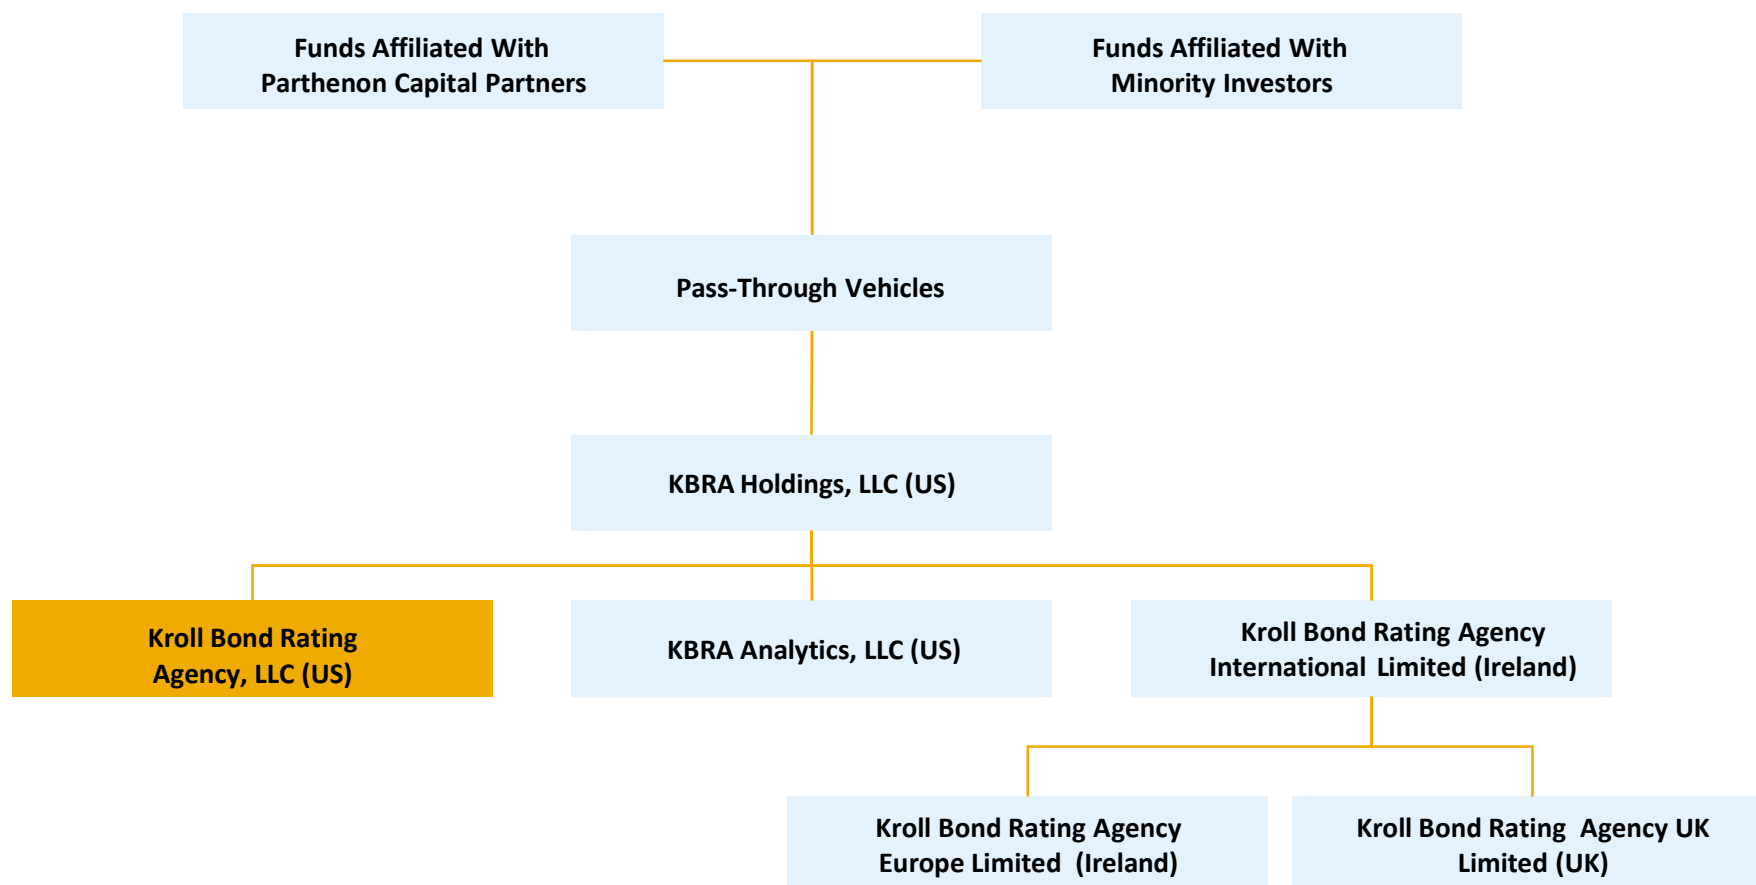 Funds Affiliated With
Parthenon Capital Partners
Funds Affiliated With
Minority Investors
Pass-Through Vehicles
KBRA Holdings, LLC (US)
Kroll Bond Rating
Agency, LLC (US)
KBRA Analytics, LLC (US)
Kroll Bond Rating Agency
International Limited (Ireland)
Kroll Bond Rating Agency
Europe Limited (Ireland)
Kroll Bond Rating Agency UK
Limited (UK)